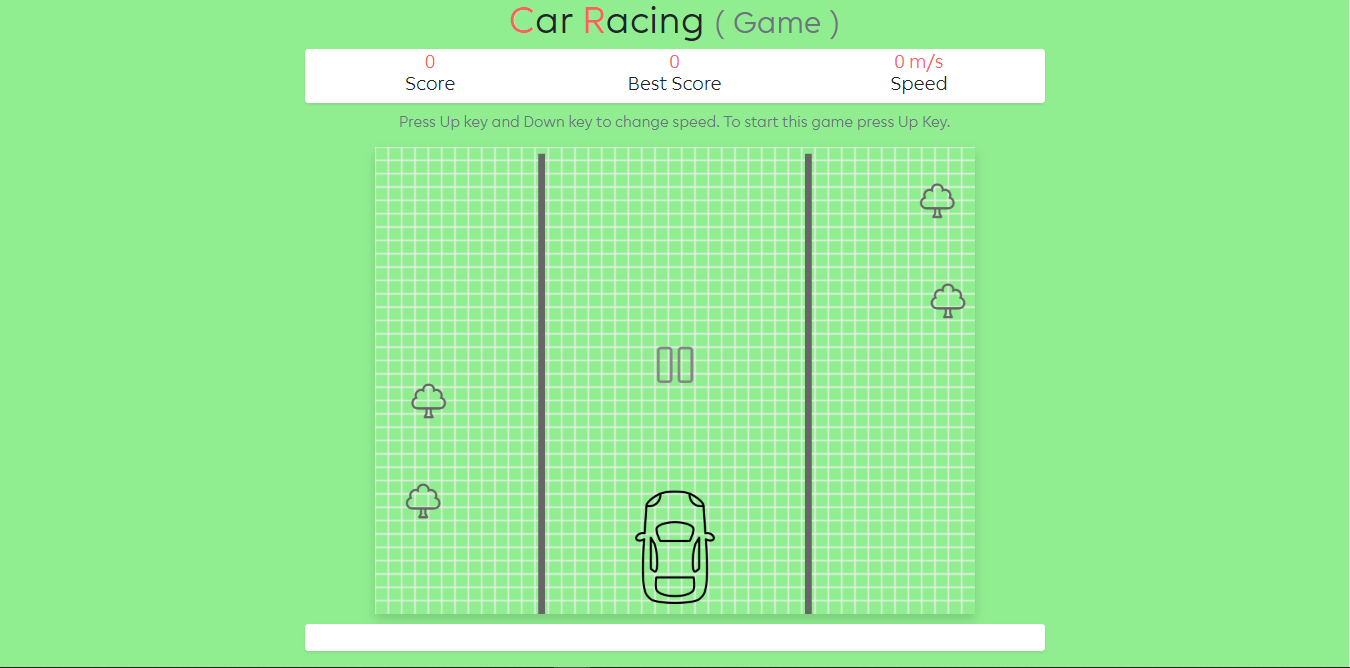 Car Racing ( Game )
0 0 0 m/s
Score Best Score Speed
Press Up key and Down key to change speed. To start this game press Up Key.